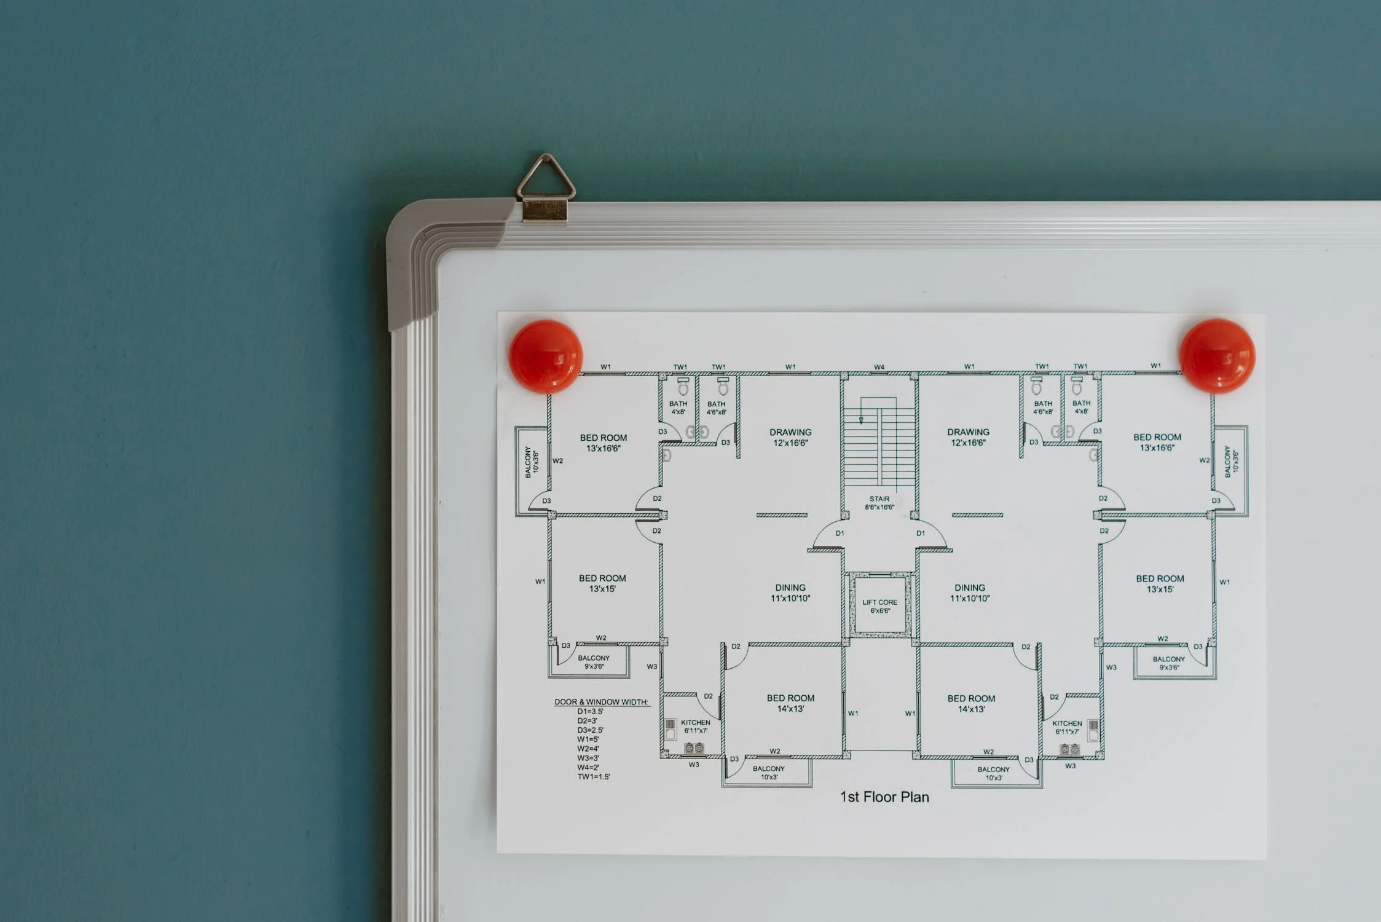 W1 TW1 TW1 W1 W4 W1 TW1 TW1 W1
BATH
4'x8'
BATH
4'6"x8'
BATH
4'6"x8'
BATH
4'x8'
BED ROOM
13'x16'6"
DRAWING
12'x16'6"
DRAWING
12'x16'6"
BED ROOM
13'x16'6"
D3 D3 D3 D3
BALCONY
10'x3'6"
W2
W2
BALCONY
10'x3'6"
D3 D2 D2 D3
STAIR
8'6"x16'6"
D2 D1 D1 D2
BED ROOM
13'x15'
DINING
11'x10'10"
DINING
11'x10'10"
BED ROOM
13'x15'
W1 W1
LIFT CORE
6'x6'6"
D3 W2 D2 D2 W2 D3
BALCONY
9'x3'6"
W3
W3
BALCONY
9'x3'6"
D2 D2
BED ROOM
14'x13'
BED ROOM
14'x13'
W1 W1
KITCHEN
6'11"x7'
KITCHEN
6'11"x7'
W3 D3 W2 W2 D3 W3
BALCONY
10'x3'
BALCONY
10'x3'
DOOR & WINDOW WIDTH:
D1=3.5'
D2=3'
D3=2.5'
W1=5'
W2=4'
W3=3'
W4=2'
TW1=1.5'
1st Floor Plan